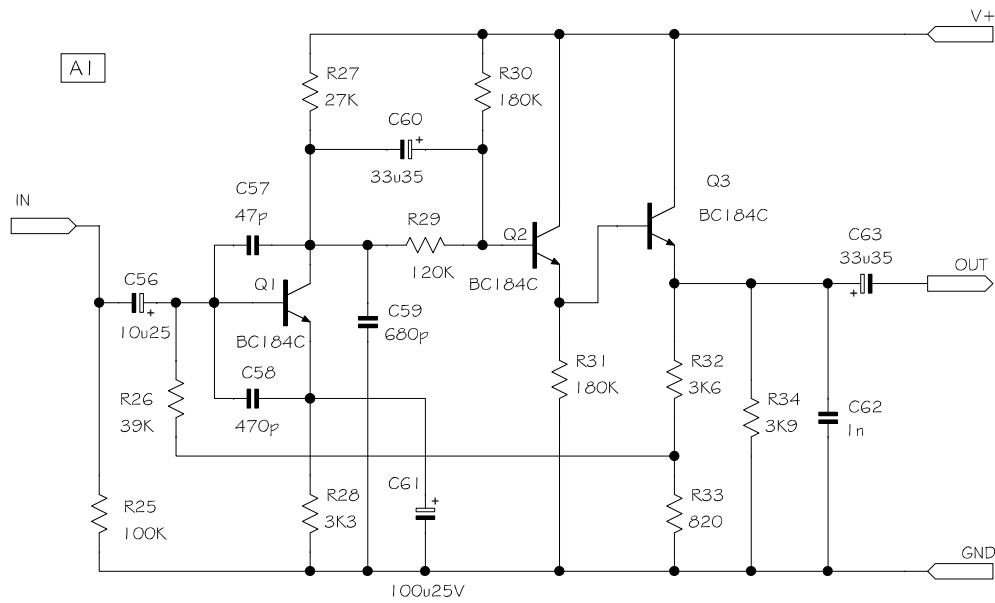 V+
A1
R27
27K
R30
180K
C60
+
33u35
IN
C57
47p
R29
120K
Q2
BC184C
Q3
BC184C
C63
33u35
+
OUT
C56
+
10u25
Q1
BC184C
C59
680p
C58
470p
R26
39K
R31
180K
R32
3K6
R34
3K9
C62
1n
R25
100K
R28
3K3
C61
+
100u25V
R33
820
GND